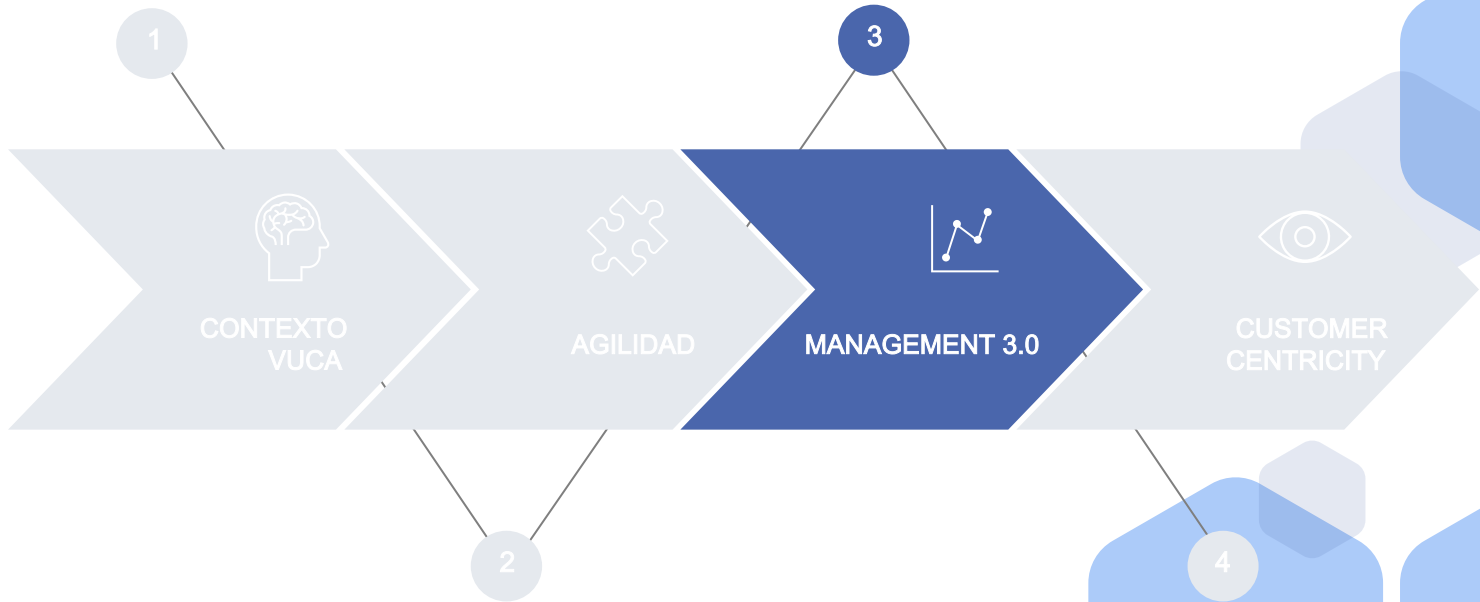 1
3
CONTEXTO
VUCA
AGILIDAD
MANAGEMENT 3.0
CUSTOMER
CENTRICITY
2
4